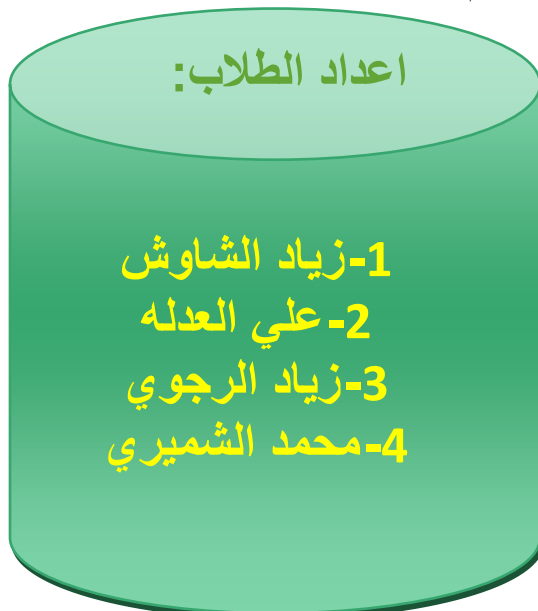 اعداد الطلاب:
1-زياد الشاوش
2-علي العدله
3-زياد الرجوي
4-محمد الشميري